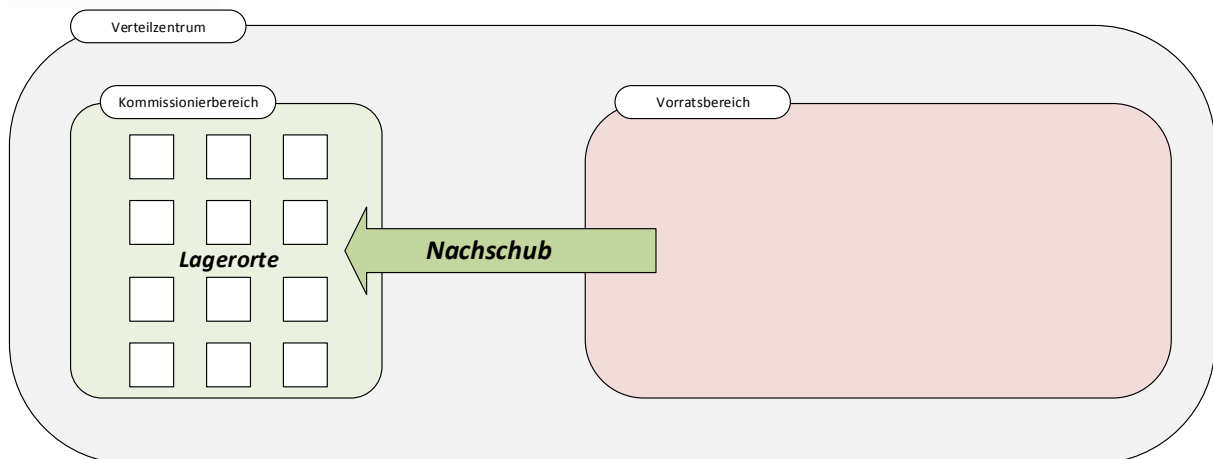 Verteilzentrum
Kommissionierbereich
Vorratsbereich
Lagerorte
Nachschub